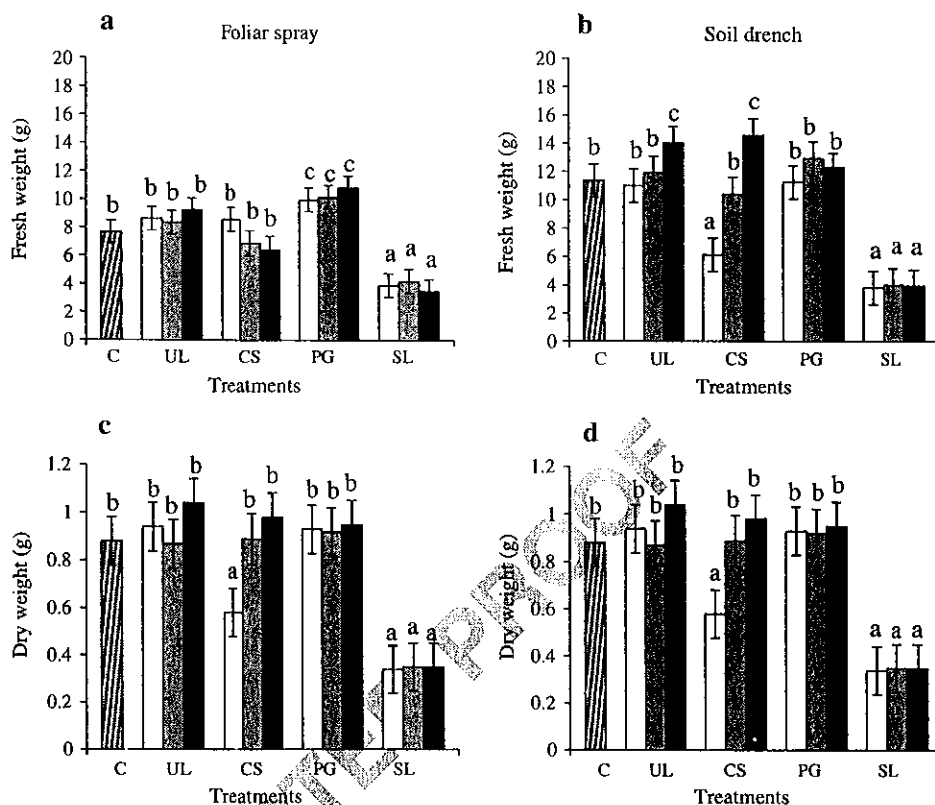 a
Foliar spray
20
18
16
14
12
10
8
6
4
2
0
Fresh weight (g)
b
b b b
b b b
c c c
a a a
C UL CS PG SL
Treatments
b
Soil drench
20
18
16
14
12
10
8
6
4
2
0
Fresh weight (g)
b
b b c
a b c
b b b
a a a
C UL CS PG SL
Treatments
c
1.2
1
0.8
0.6
0.4
0.2
0
Dry weight (g)
b
b b b
a b b
b b b
a a a
C UL CS PG SL
Treatments
d
1.2
1
0.8
0.6
0.4
0.2
0
Dry weight (g)
b
b b b
a b b
b b b
a a a
C UL CS PG SL
Treatments
PROOF